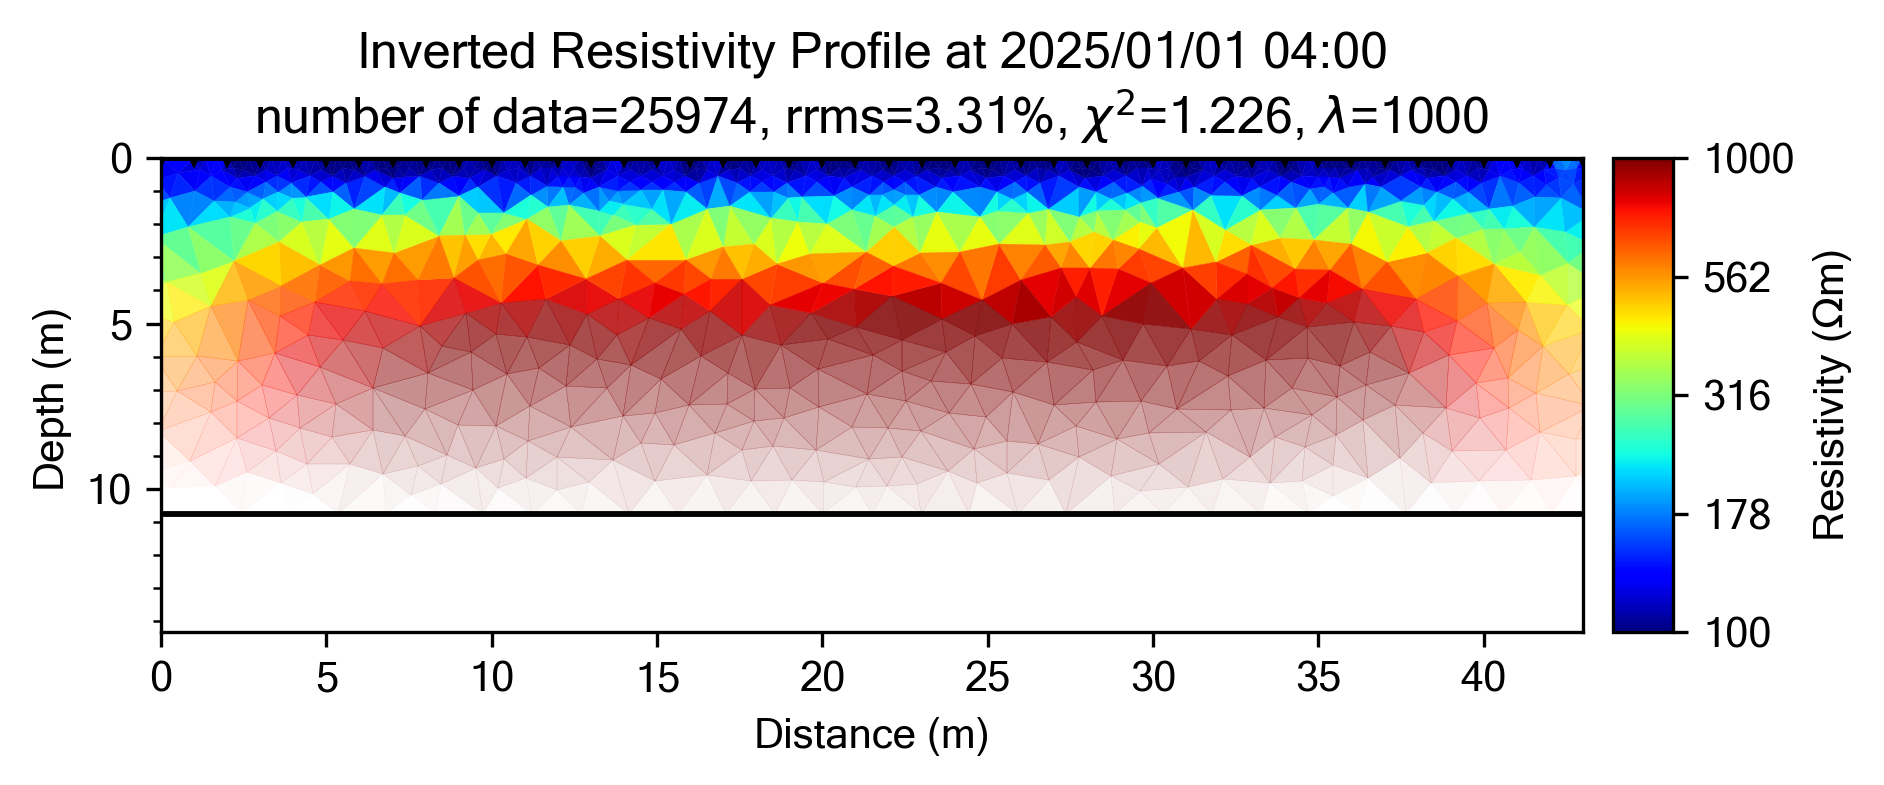 Inverted Resistivity Profile at 2025/01/01 04:00
number of data=25974, rrms=3.31%, χ²=1.226, λ=1000
0
5
10
Depth (m)
0 5 10 15 20 25 30 35 40
Distance (m)
1000
562
316
178
100
Resistivity (Ωm)